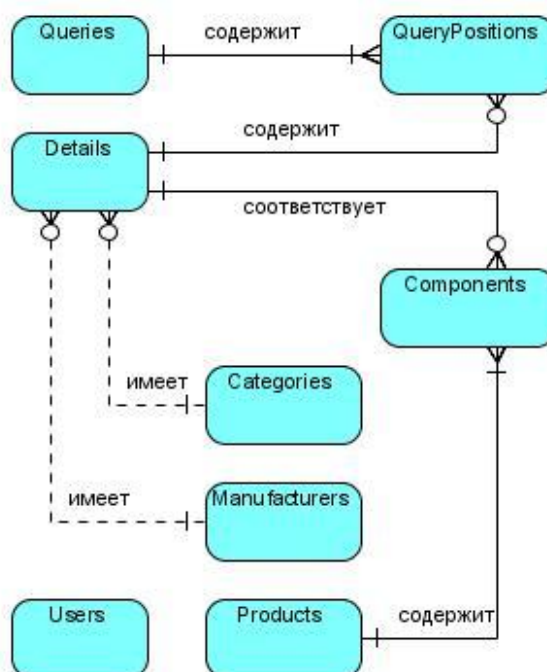 Queries
содержит
QueryPositions
содержит
Details
соответствует
Components
имеет
Categories
имеет
Manufacturers
Users
Products
содержит